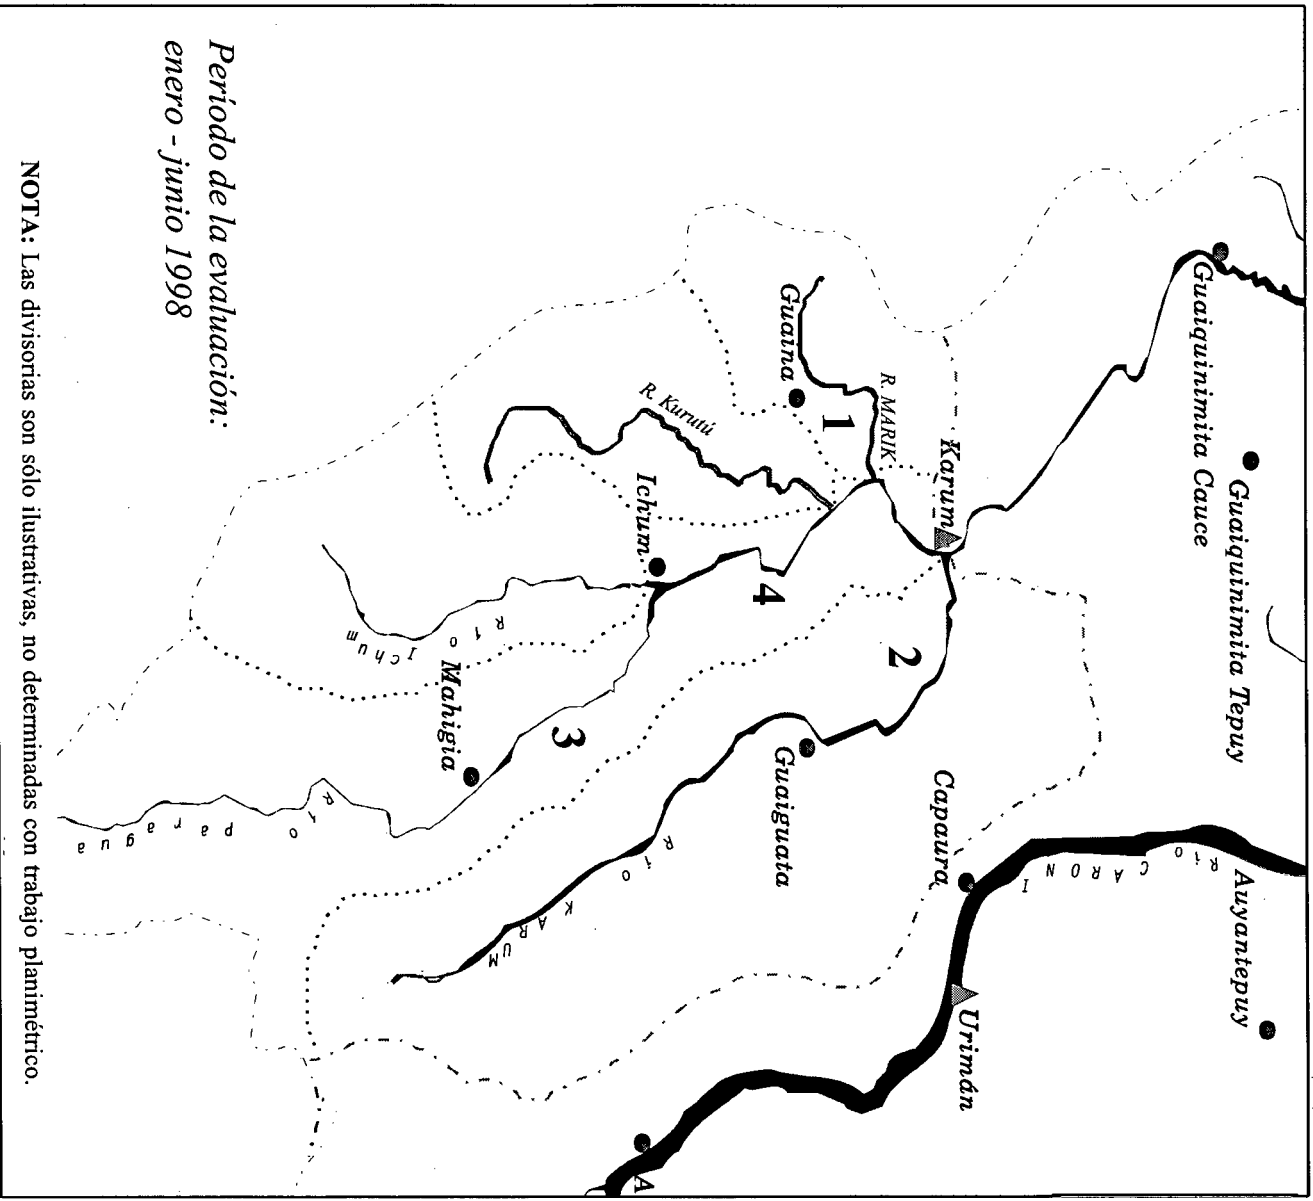 Guaiquinimita Tepuy
Auyantepuy
Guaiquinimita Cauce
Río CARONI
Karum
Capaura
Urimán
R. MARIK
2
1
Guaina
4
Guaiguata
R. Kurutú
Ichum
Río KARUM
A
3
Río Ichum
Mahigia
Río paragua
Período de la evaluación:
enero - junio 1998
NOTA: Las divisorias son sólo ilustrativas, no determinadas con trabajo planimétrico.